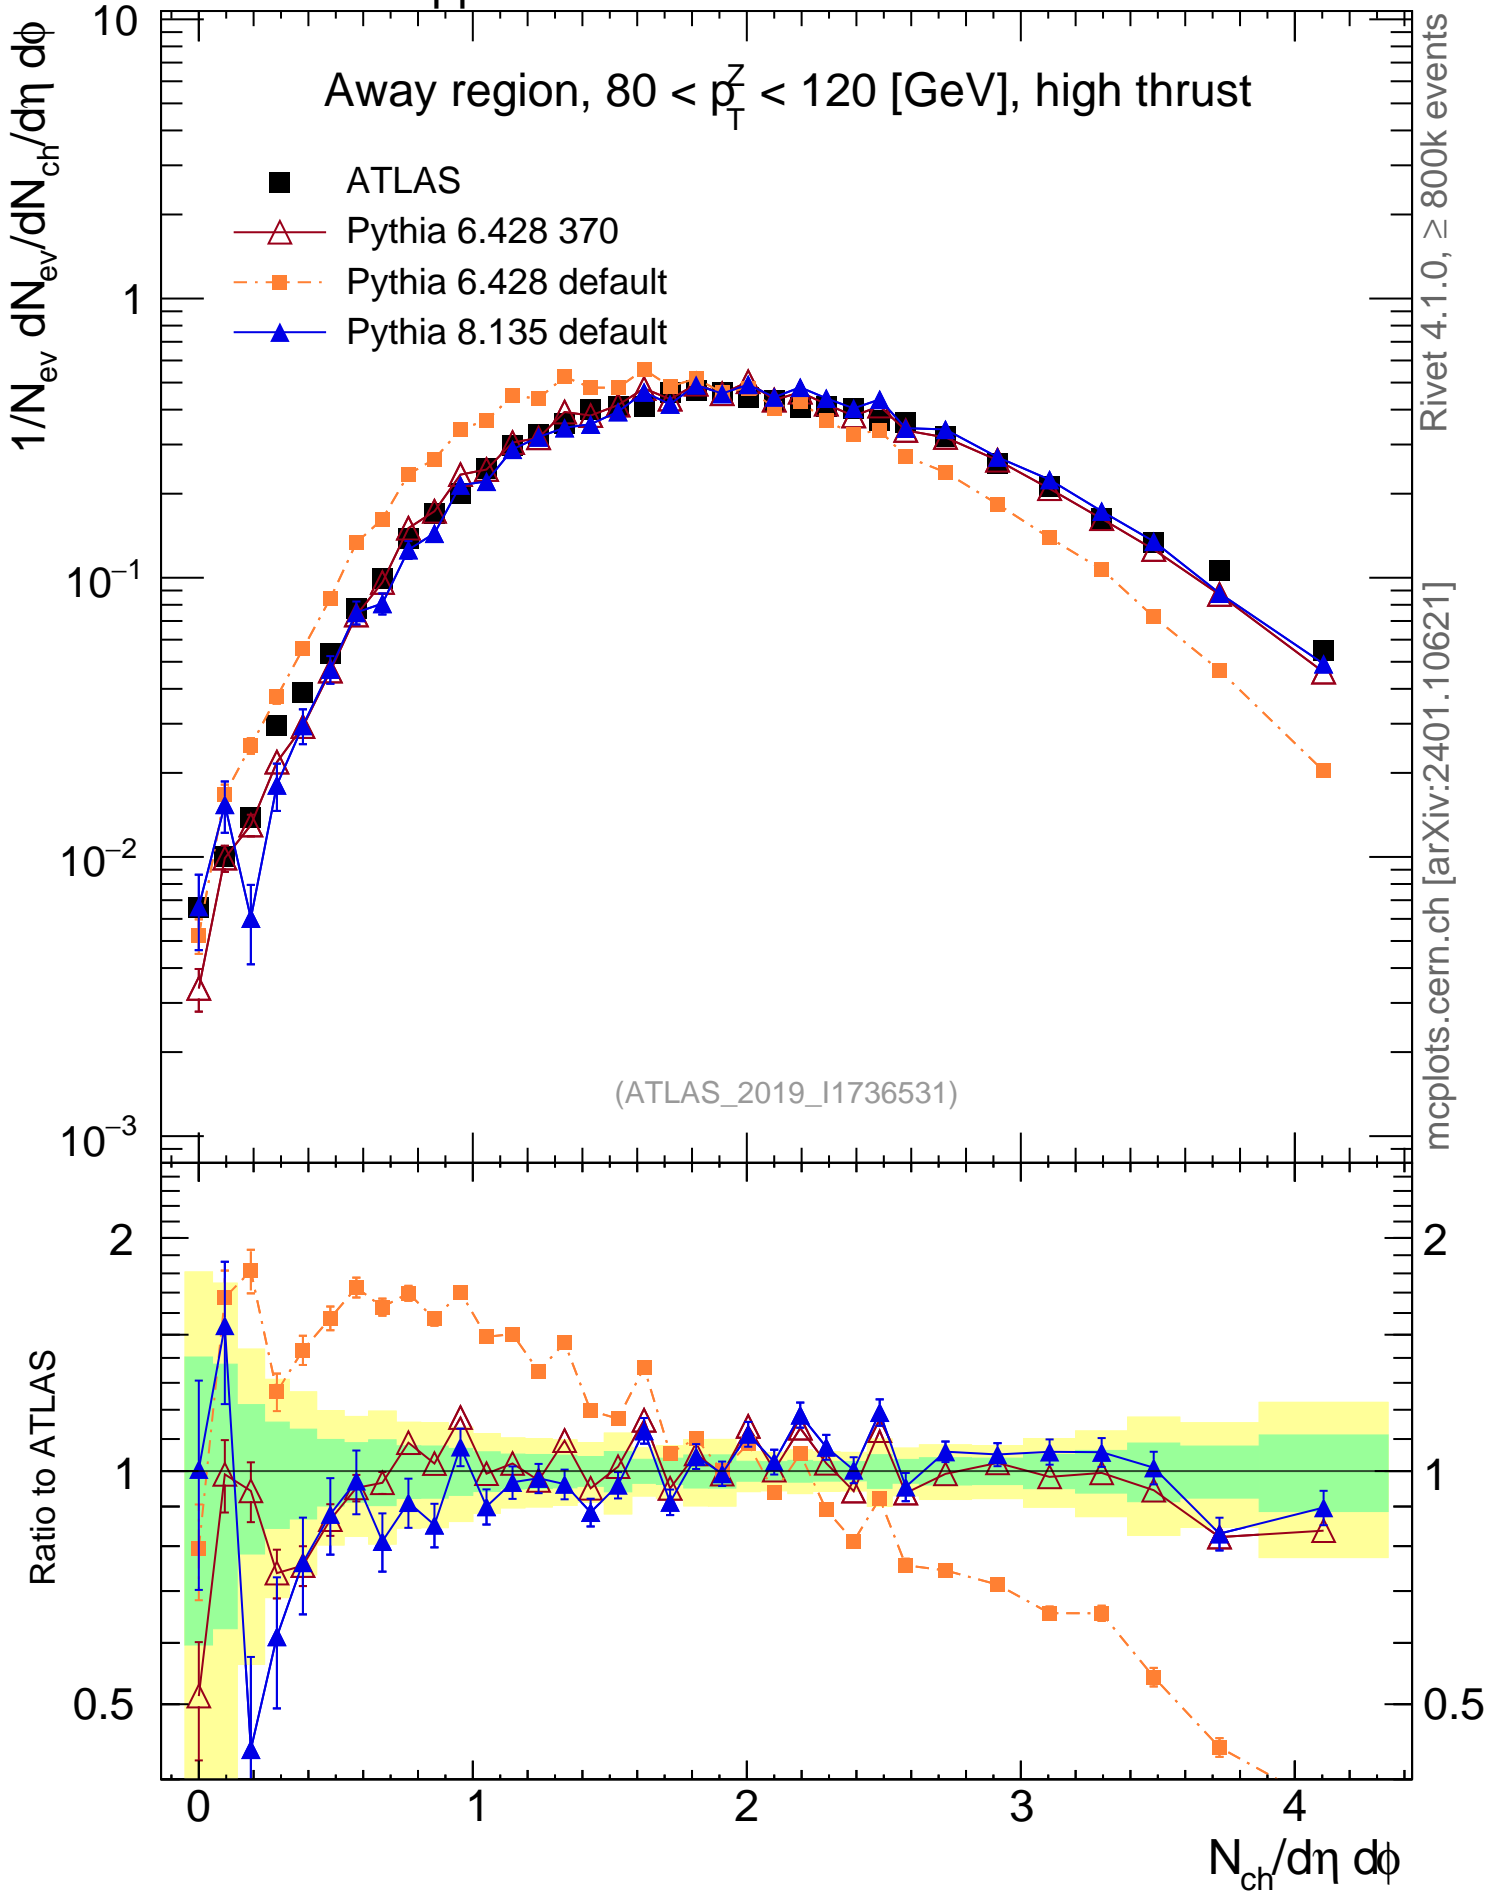 pp
1/N_ev dN_ev/dN_ch/dη dϕ
Away region, 80 < p_T^Z < 120 [GeV], high thrust
ATLAS
Pythia 6.428 370
Pythia 6.428 default
Pythia 8.135 default
10
1
10^−1
10^−2
10^−3
(ATLAS_2019_I1736531)
Rivet 4.1.0, ≥ 800k events
mcplots.cern.ch [arXiv:2401.10621]
Ratio to ATLAS
2
1
0.5
2
1
0.5
0 1 2 3 4
N_ch/dη dϕ